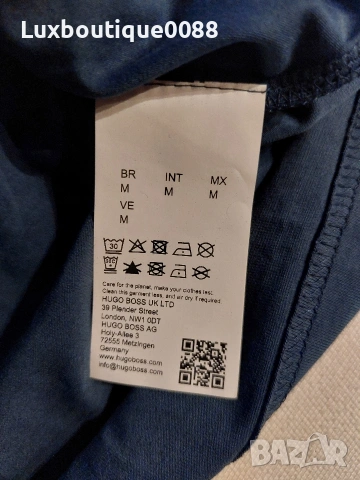 Luxboutique0088
BR INT MX
M M M
VE
M
30
Care for the planet, make your clothes last.
Clean this garment less, and air dry if required.
HUGO BOSS UK LTD
39 Plender Street
London, NW1 0DT
HUGO BOSS AG
Holy-Allee 3
72555 Metzingen
Germany
www.hugoboss.com
info@hugoboss.com
BAZAR